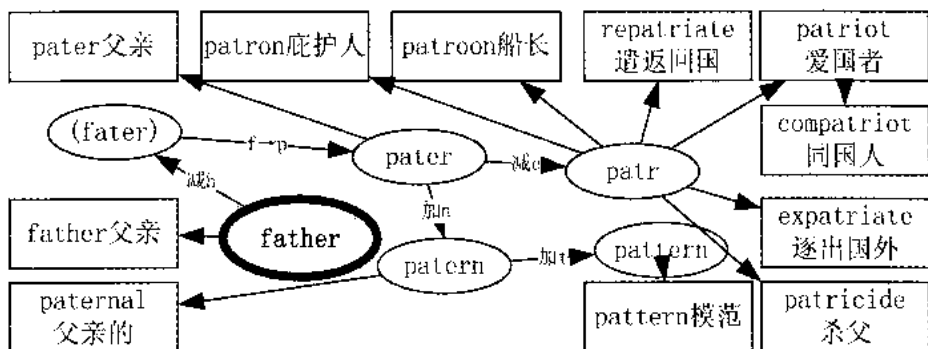 pater父亲
patron庇护人
patroon船长
repatriate
遣返回国
patriot
爱国者
(fater)
f→p
pater
减e
patr
compatriot
同国人
减h
father父亲
father
加n
patern
加t
pattern
expatriate
逐出国外
paternal
父亲的
pattern模范
patricide
杀父